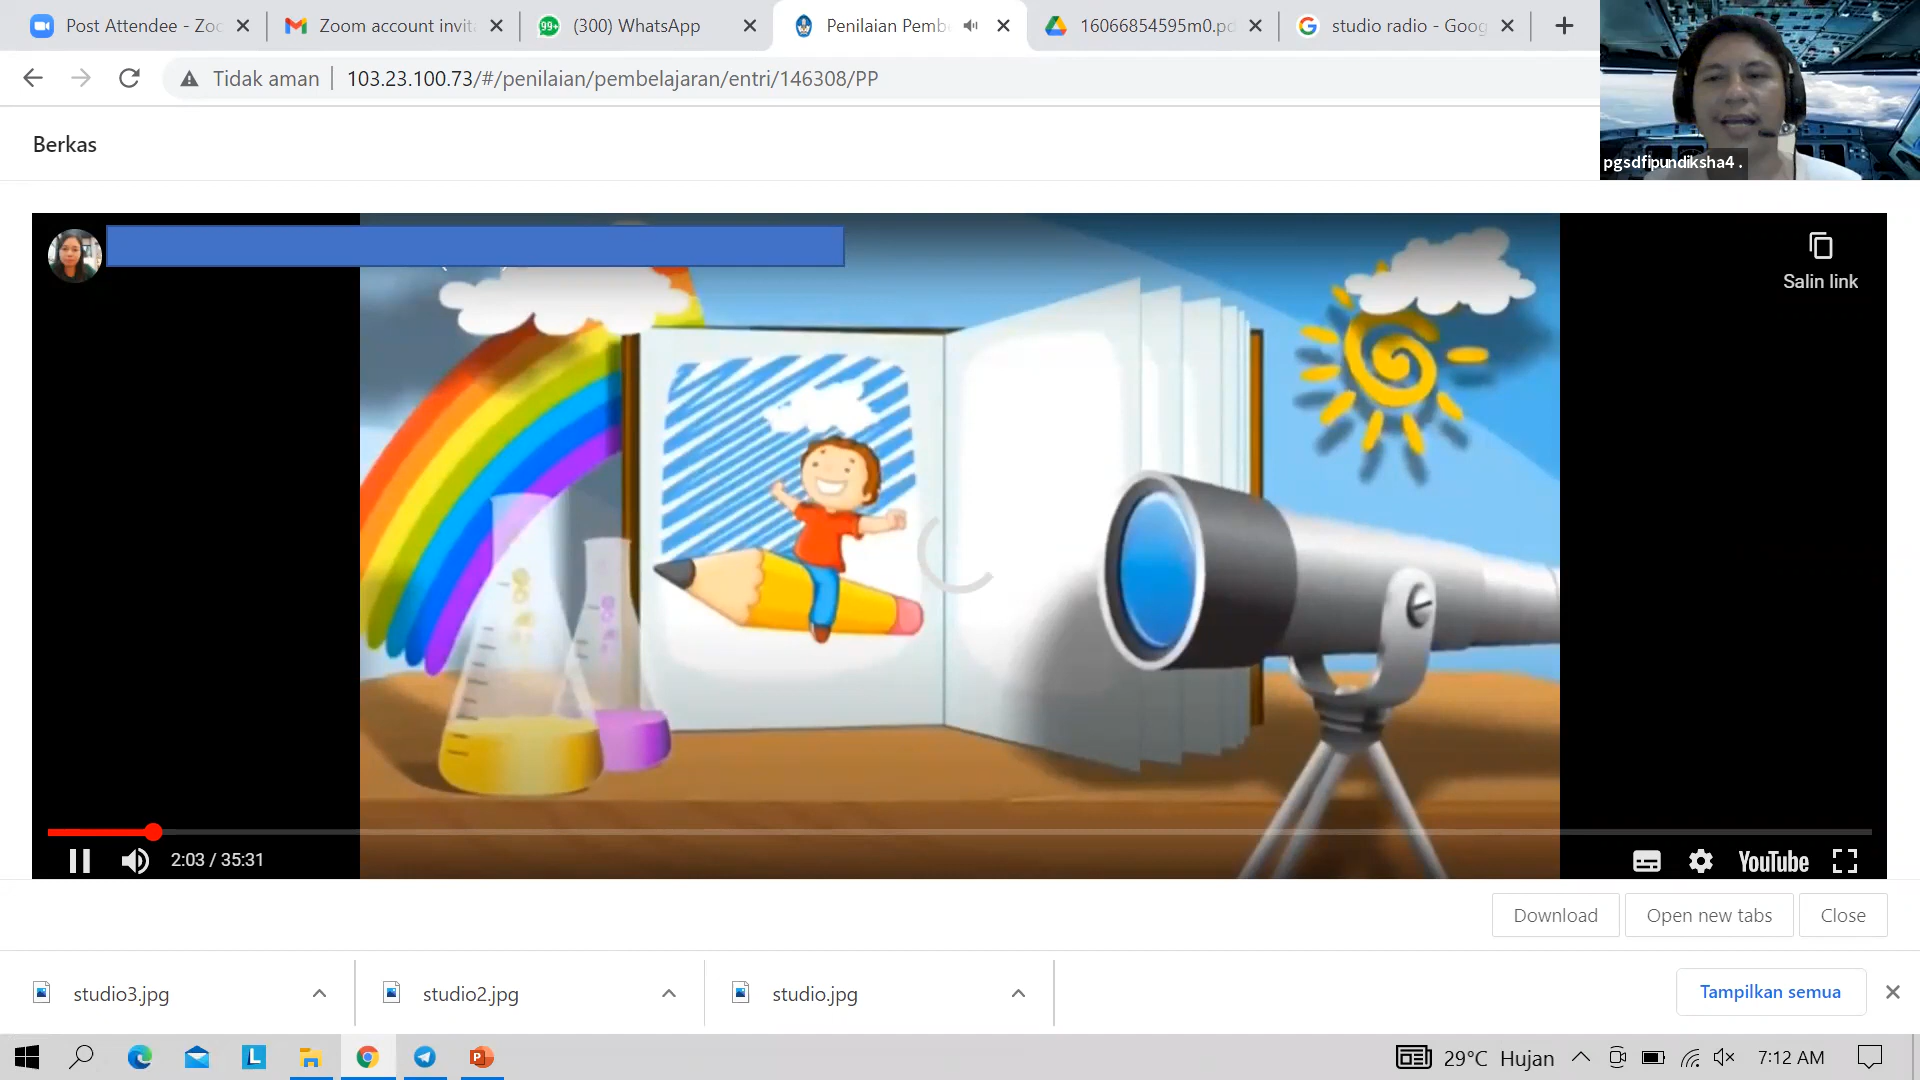 Post Attendee - Zoo
Zoom account invita
(300) WhatsApp
Penilaian Pembe
16066854595m0.pd
studio radio - Goog
Tidak aman
103.23.100.73/#/penilaian/pembelajaran/entri/146308/PP
pgsdfipundiksha4 .
Berkas
Salin link
2:03 / 35:31
YouTube
Download
Open new tabs
Close
studio3.jpg
studio2.jpg
studio.jpg
Tampilkan semua
29°C Hujan
7:12 AM